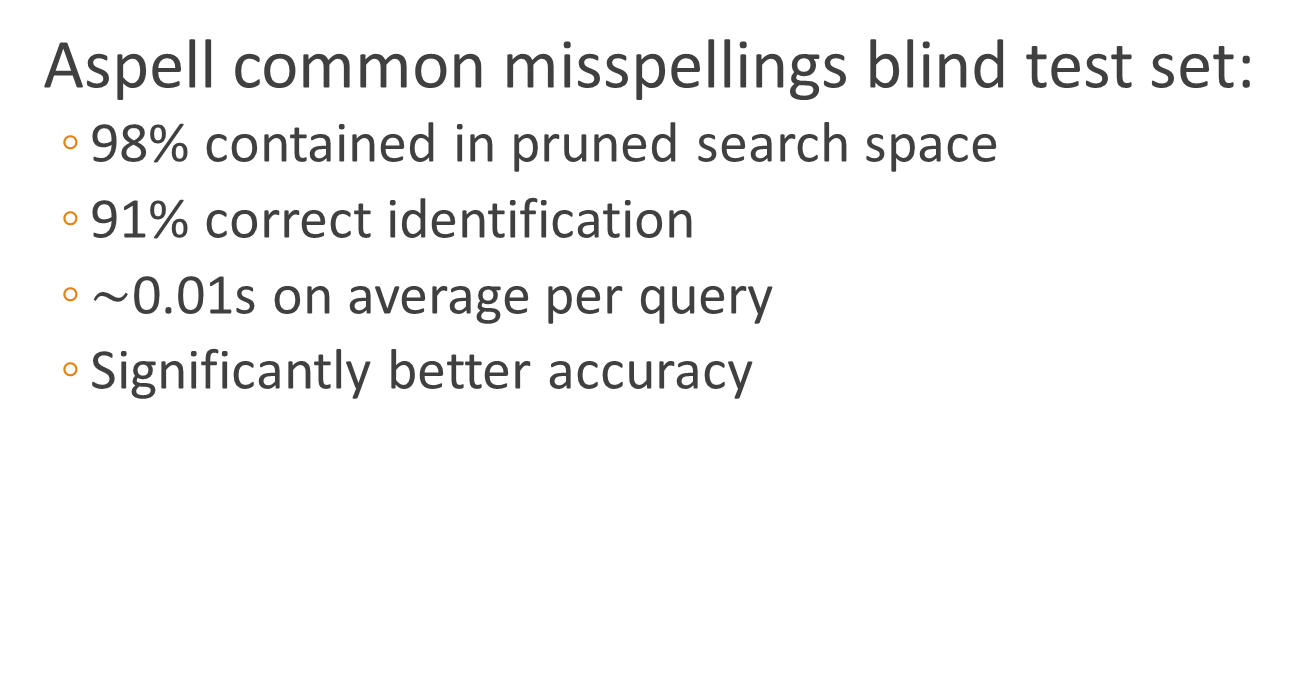 Aspell common misspellings blind test set:
◦ 98% contained in pruned search space
◦ 91% correct identification
◦ ~0.01s on average per query
◦ Significantly better accuracy